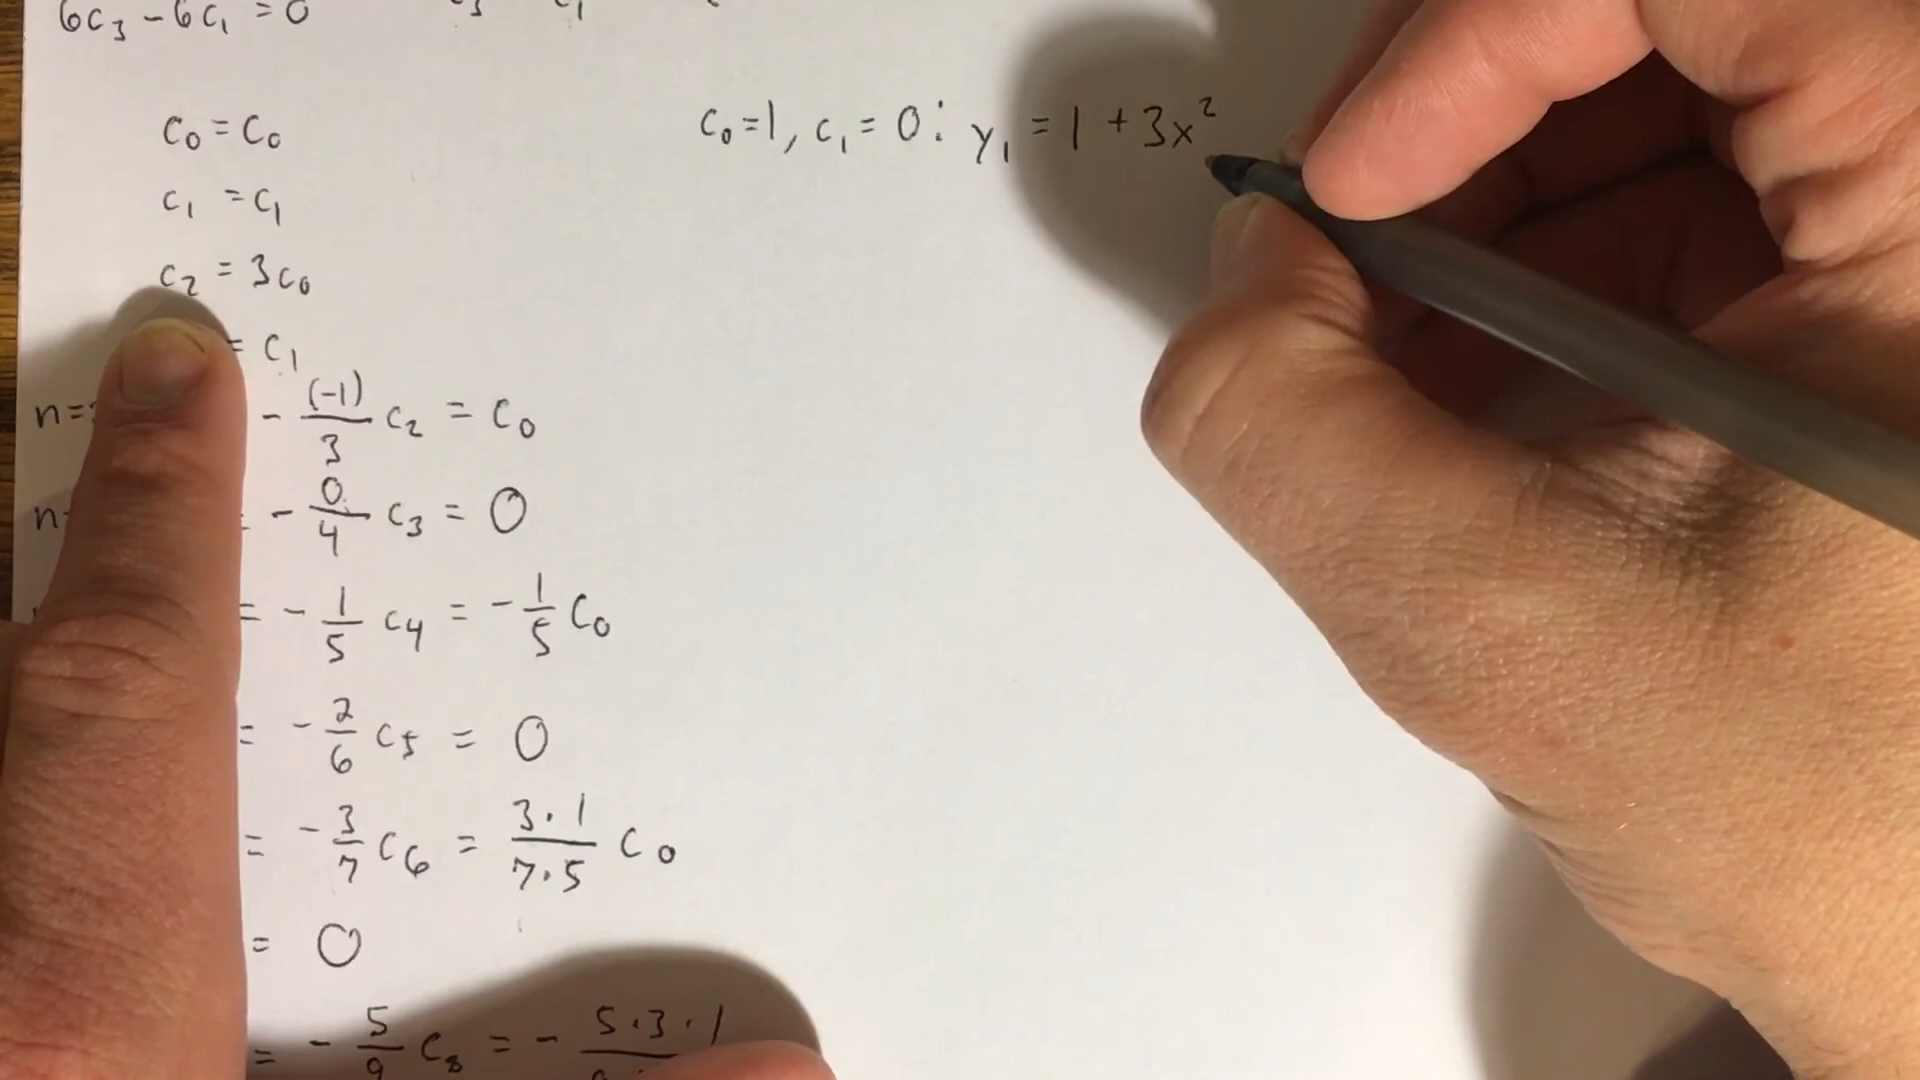 6c₃ - 6c₁ = 0
c₀ = c₀
c₁ = c₁
c₂ = 3c₀
= c₁
n= - (-1)/3 c₂ = c₀
n = - 0/4 c₃ = 0
= - 1/5 c₄ = - 1/5 c₀
= - 2/6 c₅ = 0
= - 3/7 c₆ = 3·1/7·5 c₀
= 0
= - 5/9 c₈ = - 5·3·1
c₀ = 1, c₁ = 0: y₁ = 1 + 3x²